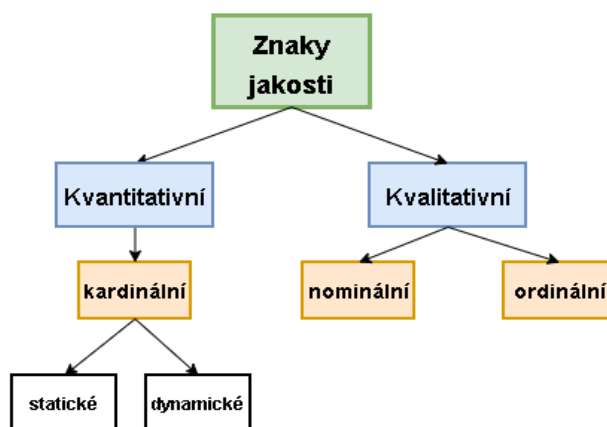 Znaky
jakosti
Kvantitativní
Kvalitativní
kardinální
nominální
ordinální
statické
dynamické